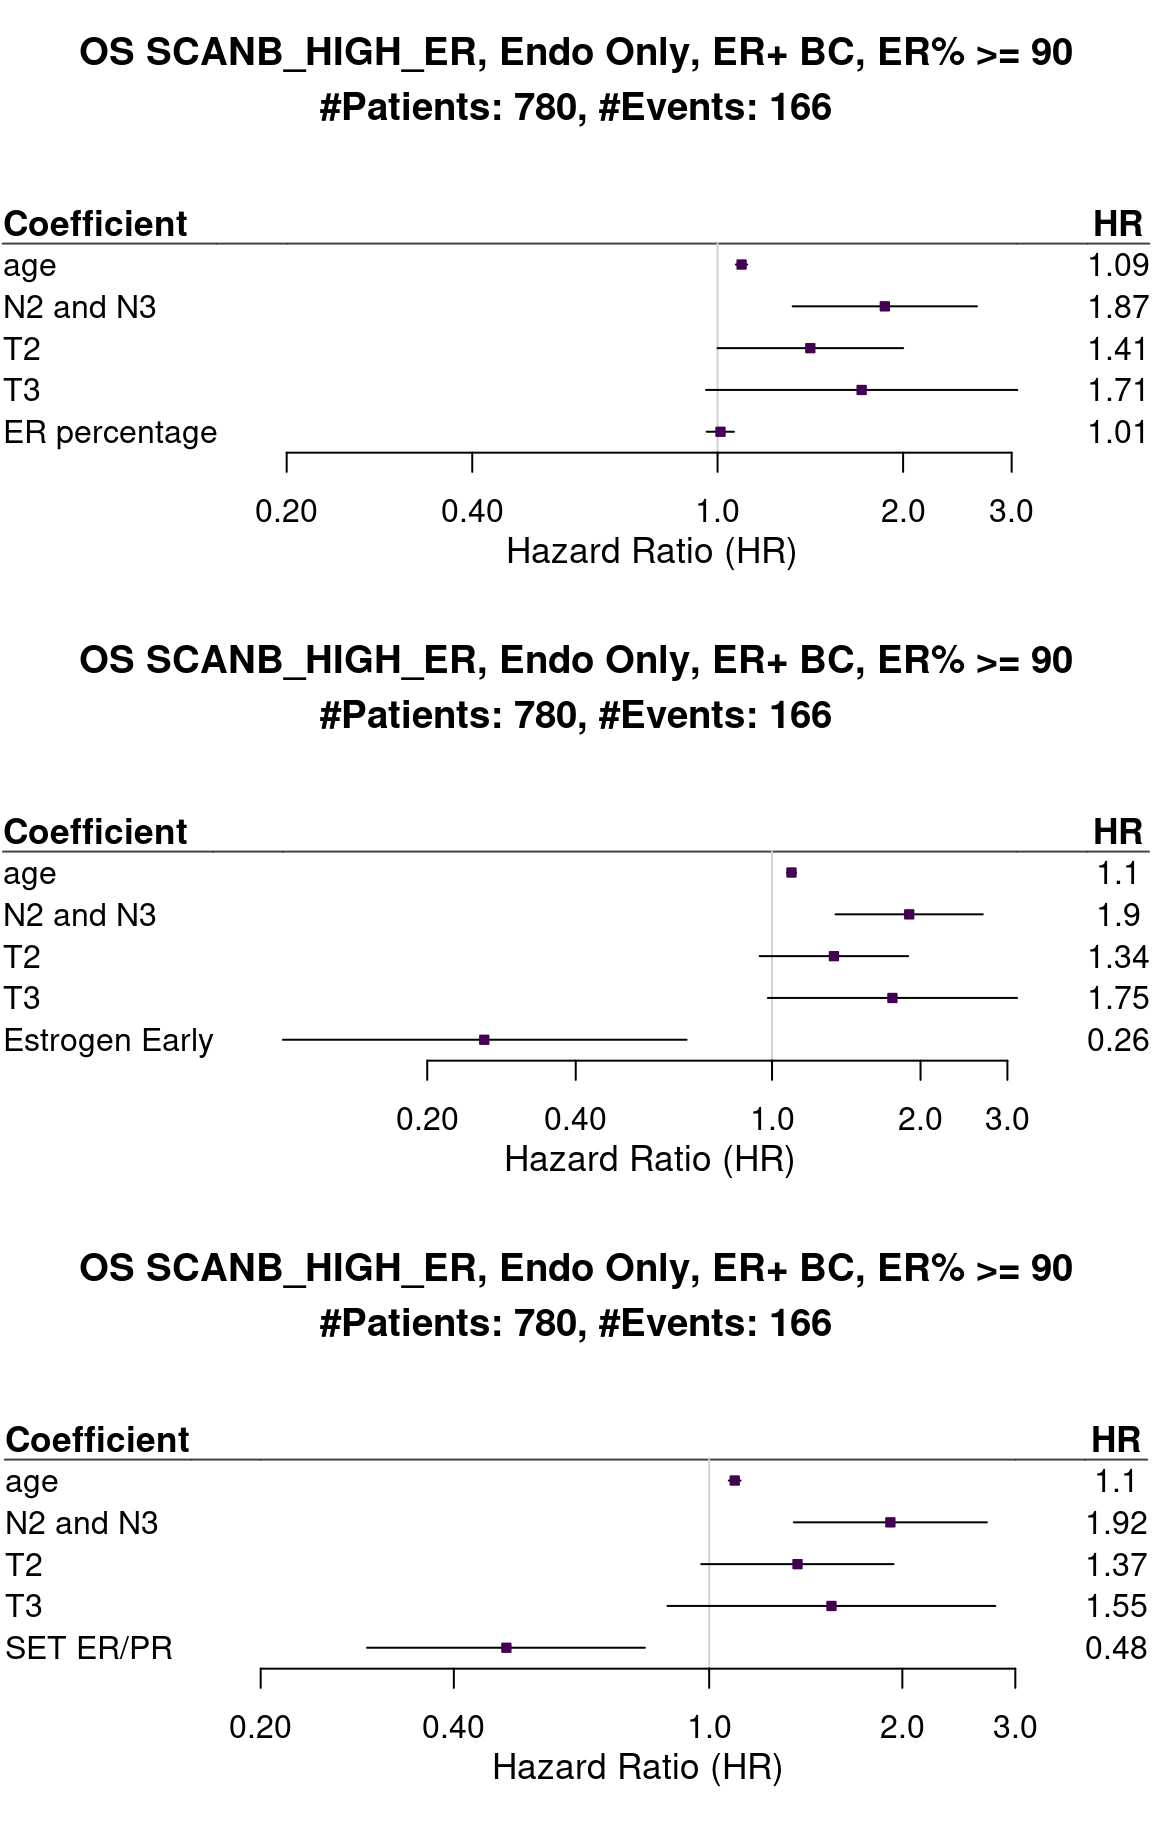 OS SCANB_HIGH_ER, Endo Only, ER+ BC, ER% >= 90
#Patients: 780, #Events: 166
Coefficient HR
age 1.09
N2 and N3 1.87
T2 1.41
T3 1.71
ER percentage 1.01
0.20 0.40 1.0 2.0 3.0
Hazard Ratio (HR)
OS SCANB_HIGH_ER, Endo Only, ER+ BC, ER% >= 90
#Patients: 780, #Events: 166
Coefficient HR
age 1.1
N2 and N3 1.9
T2 1.34
T3 1.75
Estrogen Early 0.26
0.20 0.40 1.0 2.0 3.0
Hazard Ratio (HR)
OS SCANB_HIGH_ER, Endo Only, ER+ BC, ER% >= 90
#Patients: 780, #Events: 166
Coefficient HR
age 1.1
N2 and N3 1.92
T2 1.37
T3 1.55
SET ER/PR 0.48
0.20 0.40 1.0 2.0 3.0
Hazard Ratio (HR)